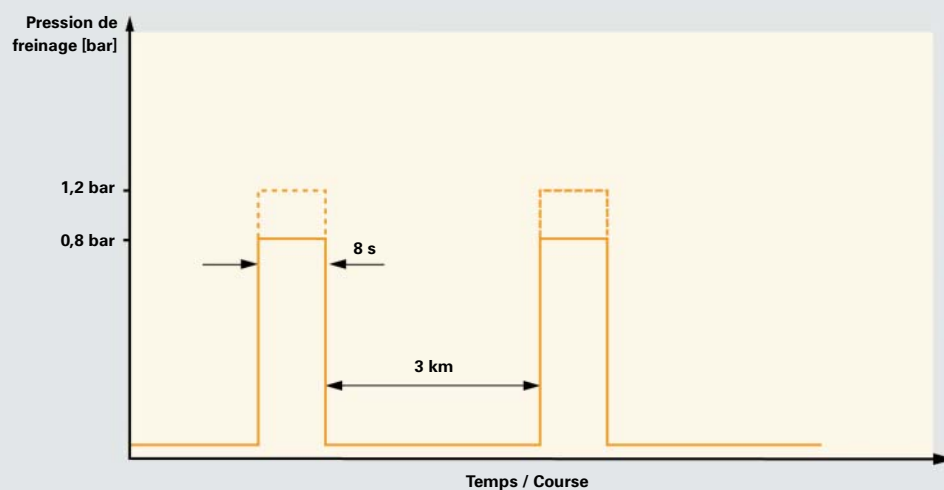 Pression de
freinage [bar]
1,2 bar
0,8 bar
8 s
3 km
Temps / Course